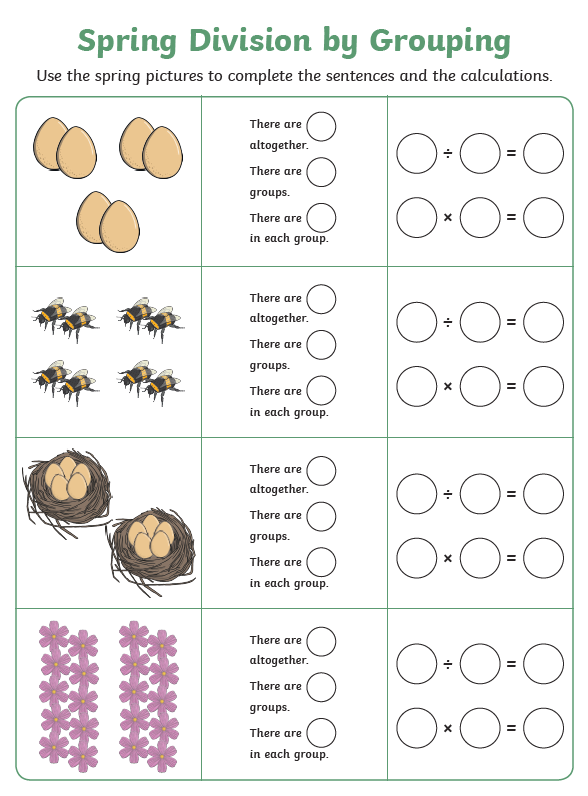 Spring Division by Grouping
Use the spring pictures to complete the sentences and the calculations.
There are
altogether.
There are
groups.
There are
in each group.
÷ =
× =
There are
altogether.
There are
groups.
There are
in each group.
÷ =
× =
There are
altogether.
There are
groups.
There are
in each group.
÷ =
× =
There are
altogether.
There are
groups.
There are
in each group.
÷ =
× =